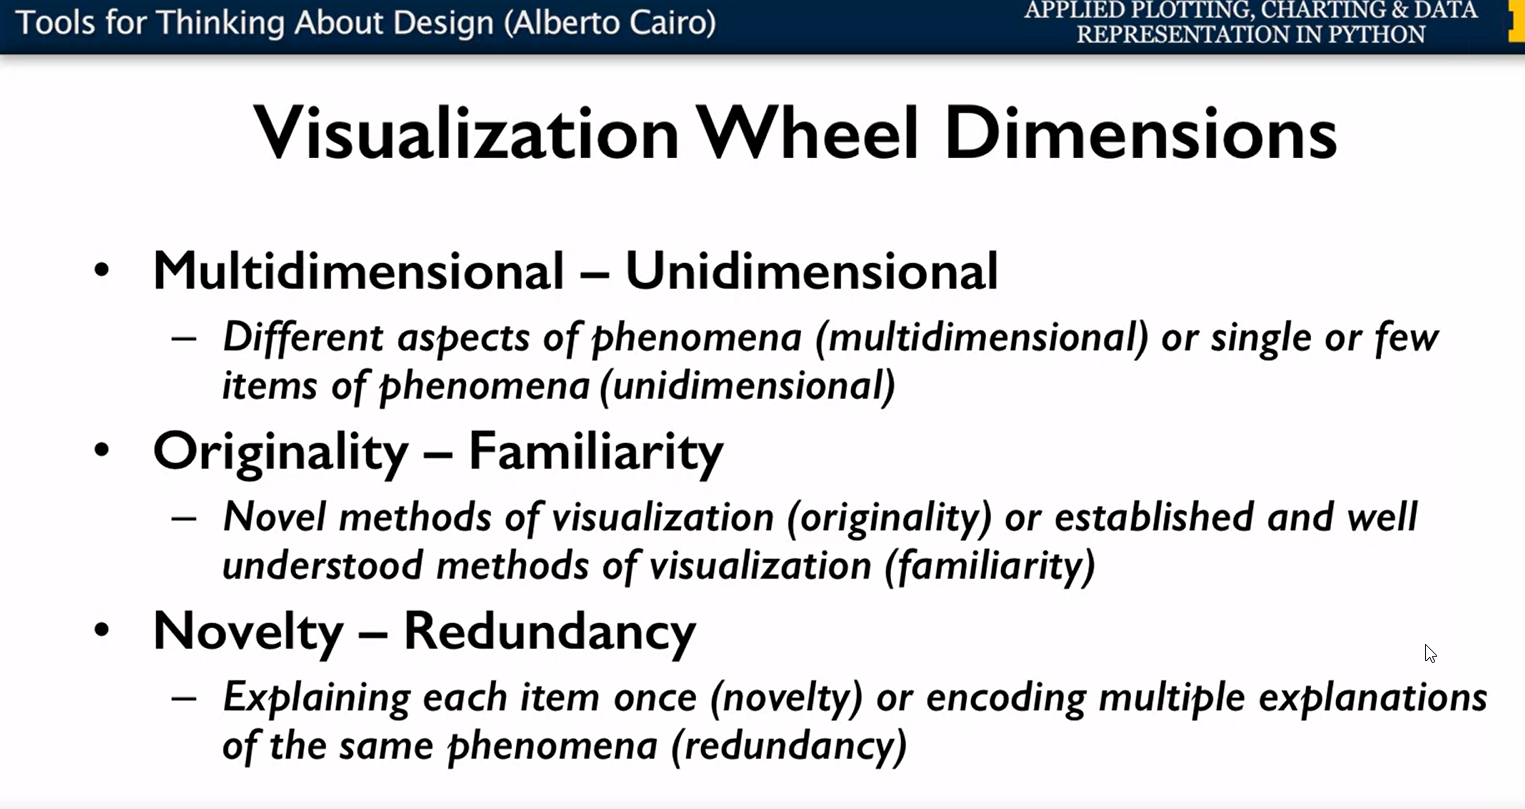 Tools for Thinking About Design (Alberto Cairo)
APPLIED PLOTTING, CHARTING & DATA
REPRESENTATION IN PYTHON
Visualization Wheel Dimensions
• Multidimensional – Unidimensional
– Different aspects of phenomena (multidimensional) or single or few
items of phenomena (unidimensional)
• Originality – Familiarity
– Novel methods of visualization (originality) or established and well
understood methods of visualization (familiarity)
• Novelty – Redundancy
– Explaining each item once (novelty) or encoding multiple explanations
of the same phenomena (redundancy)